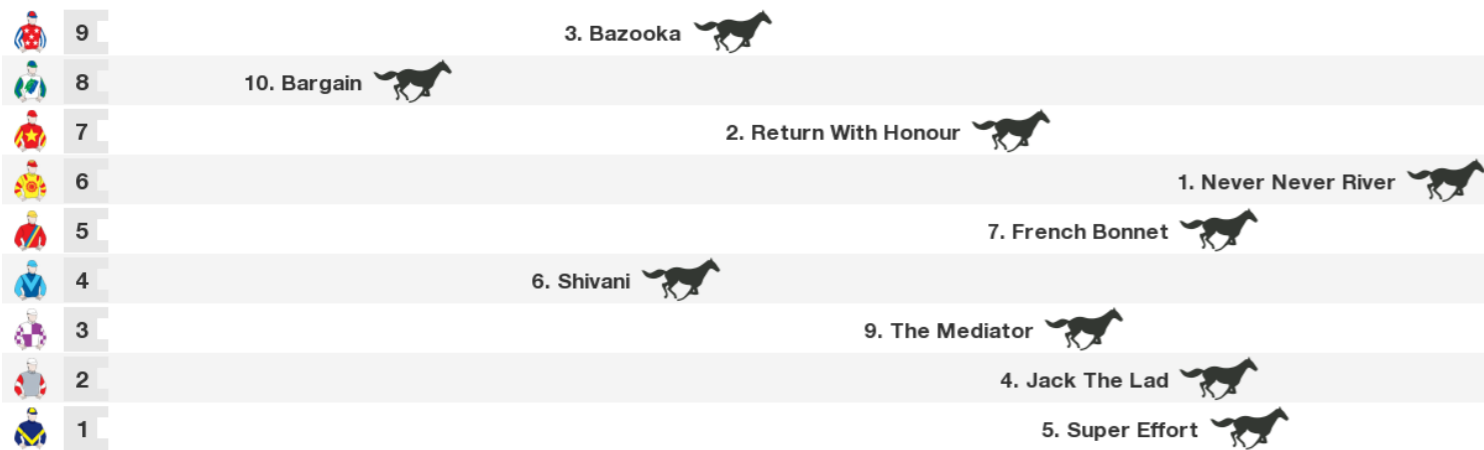 9 3. Bazooka
8 10. Bargain
7 2. Return With Honour
6 1. Never Never River
5 7. French Bonnet
4 6. Shivani
3 9. The Mediator
2 4. Jack The Lad
1 5. Super Effort